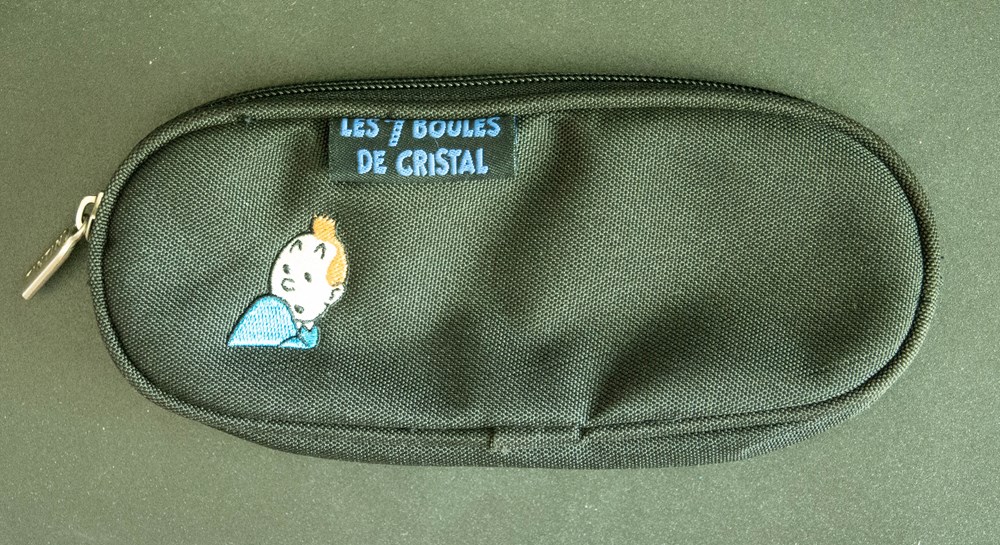 LES 7 BOULES
DE CRISTAL